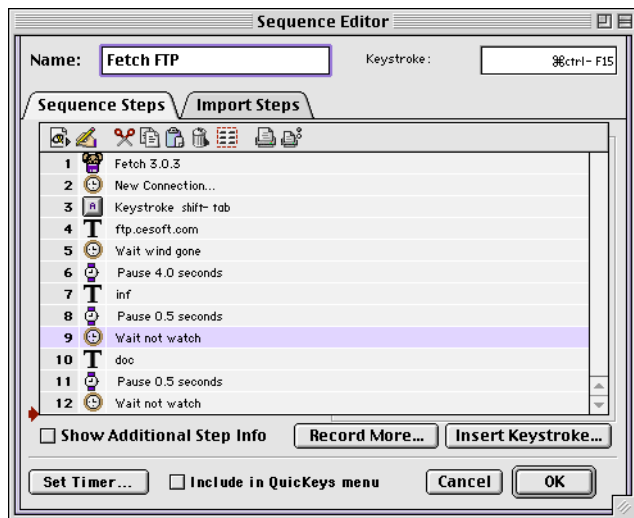 Sequence Editor
Name: Fetch FTP Keystroke: ⌘ctrl-F15
Sequence Steps Import Steps
1 Fetch 3.0.3
2 New Connection...
3 A Keystroke shift-tab
4 T ftp.cesoft.com
5 Wait wind gone
6 Pause 4.0 seconds
7 T inf
8 Pause 0.5 seconds
9 Wait not watch
10 T doc
11 Pause 0.5 seconds
12 Wait not watch
Show Additional Step Info Record More... Insert Keystroke...
Set Timer... Include in QuicKeys menu Cancel OK